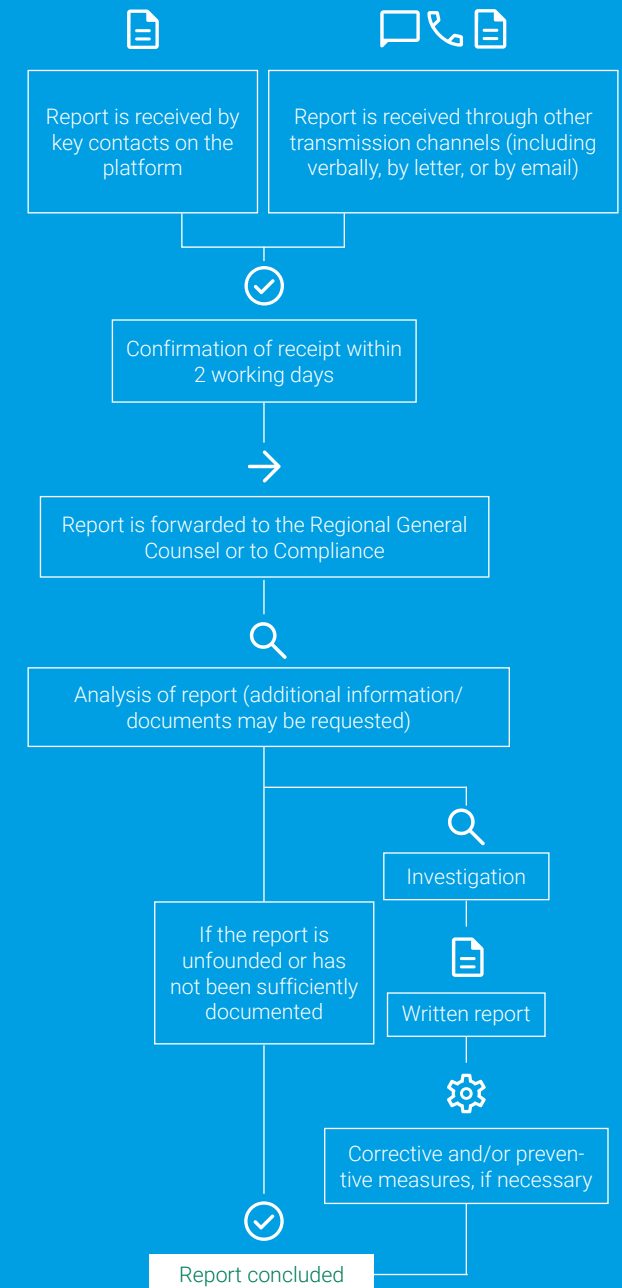 Report is received by
key contacts on the
platform
Report is received through other
transmission channels (including
verbally, by letter, or by email)
Confirmation of receipt within
2 working days
Report is forwarded to the Regional General
Counsel or to Compliance
Analysis of report (additional information/
documents may be requested)
Investigation
If the report is
unfounded or has
not been sufficiently
documented
Written report
Corrective and/or preven-
tive measures, if necessary
Report concluded